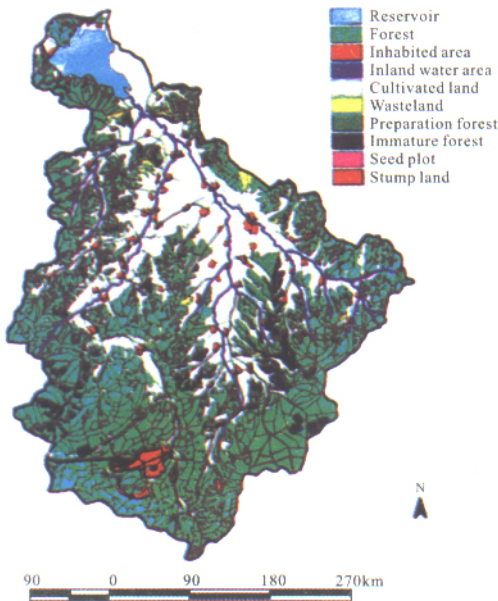 Reservoir
Forest
Inhabited area
Inland water area
Cultivated land
Wasteland
Preparation forest
Immature forest
Seed plot
Stump land
N
90 0 90 180 270km